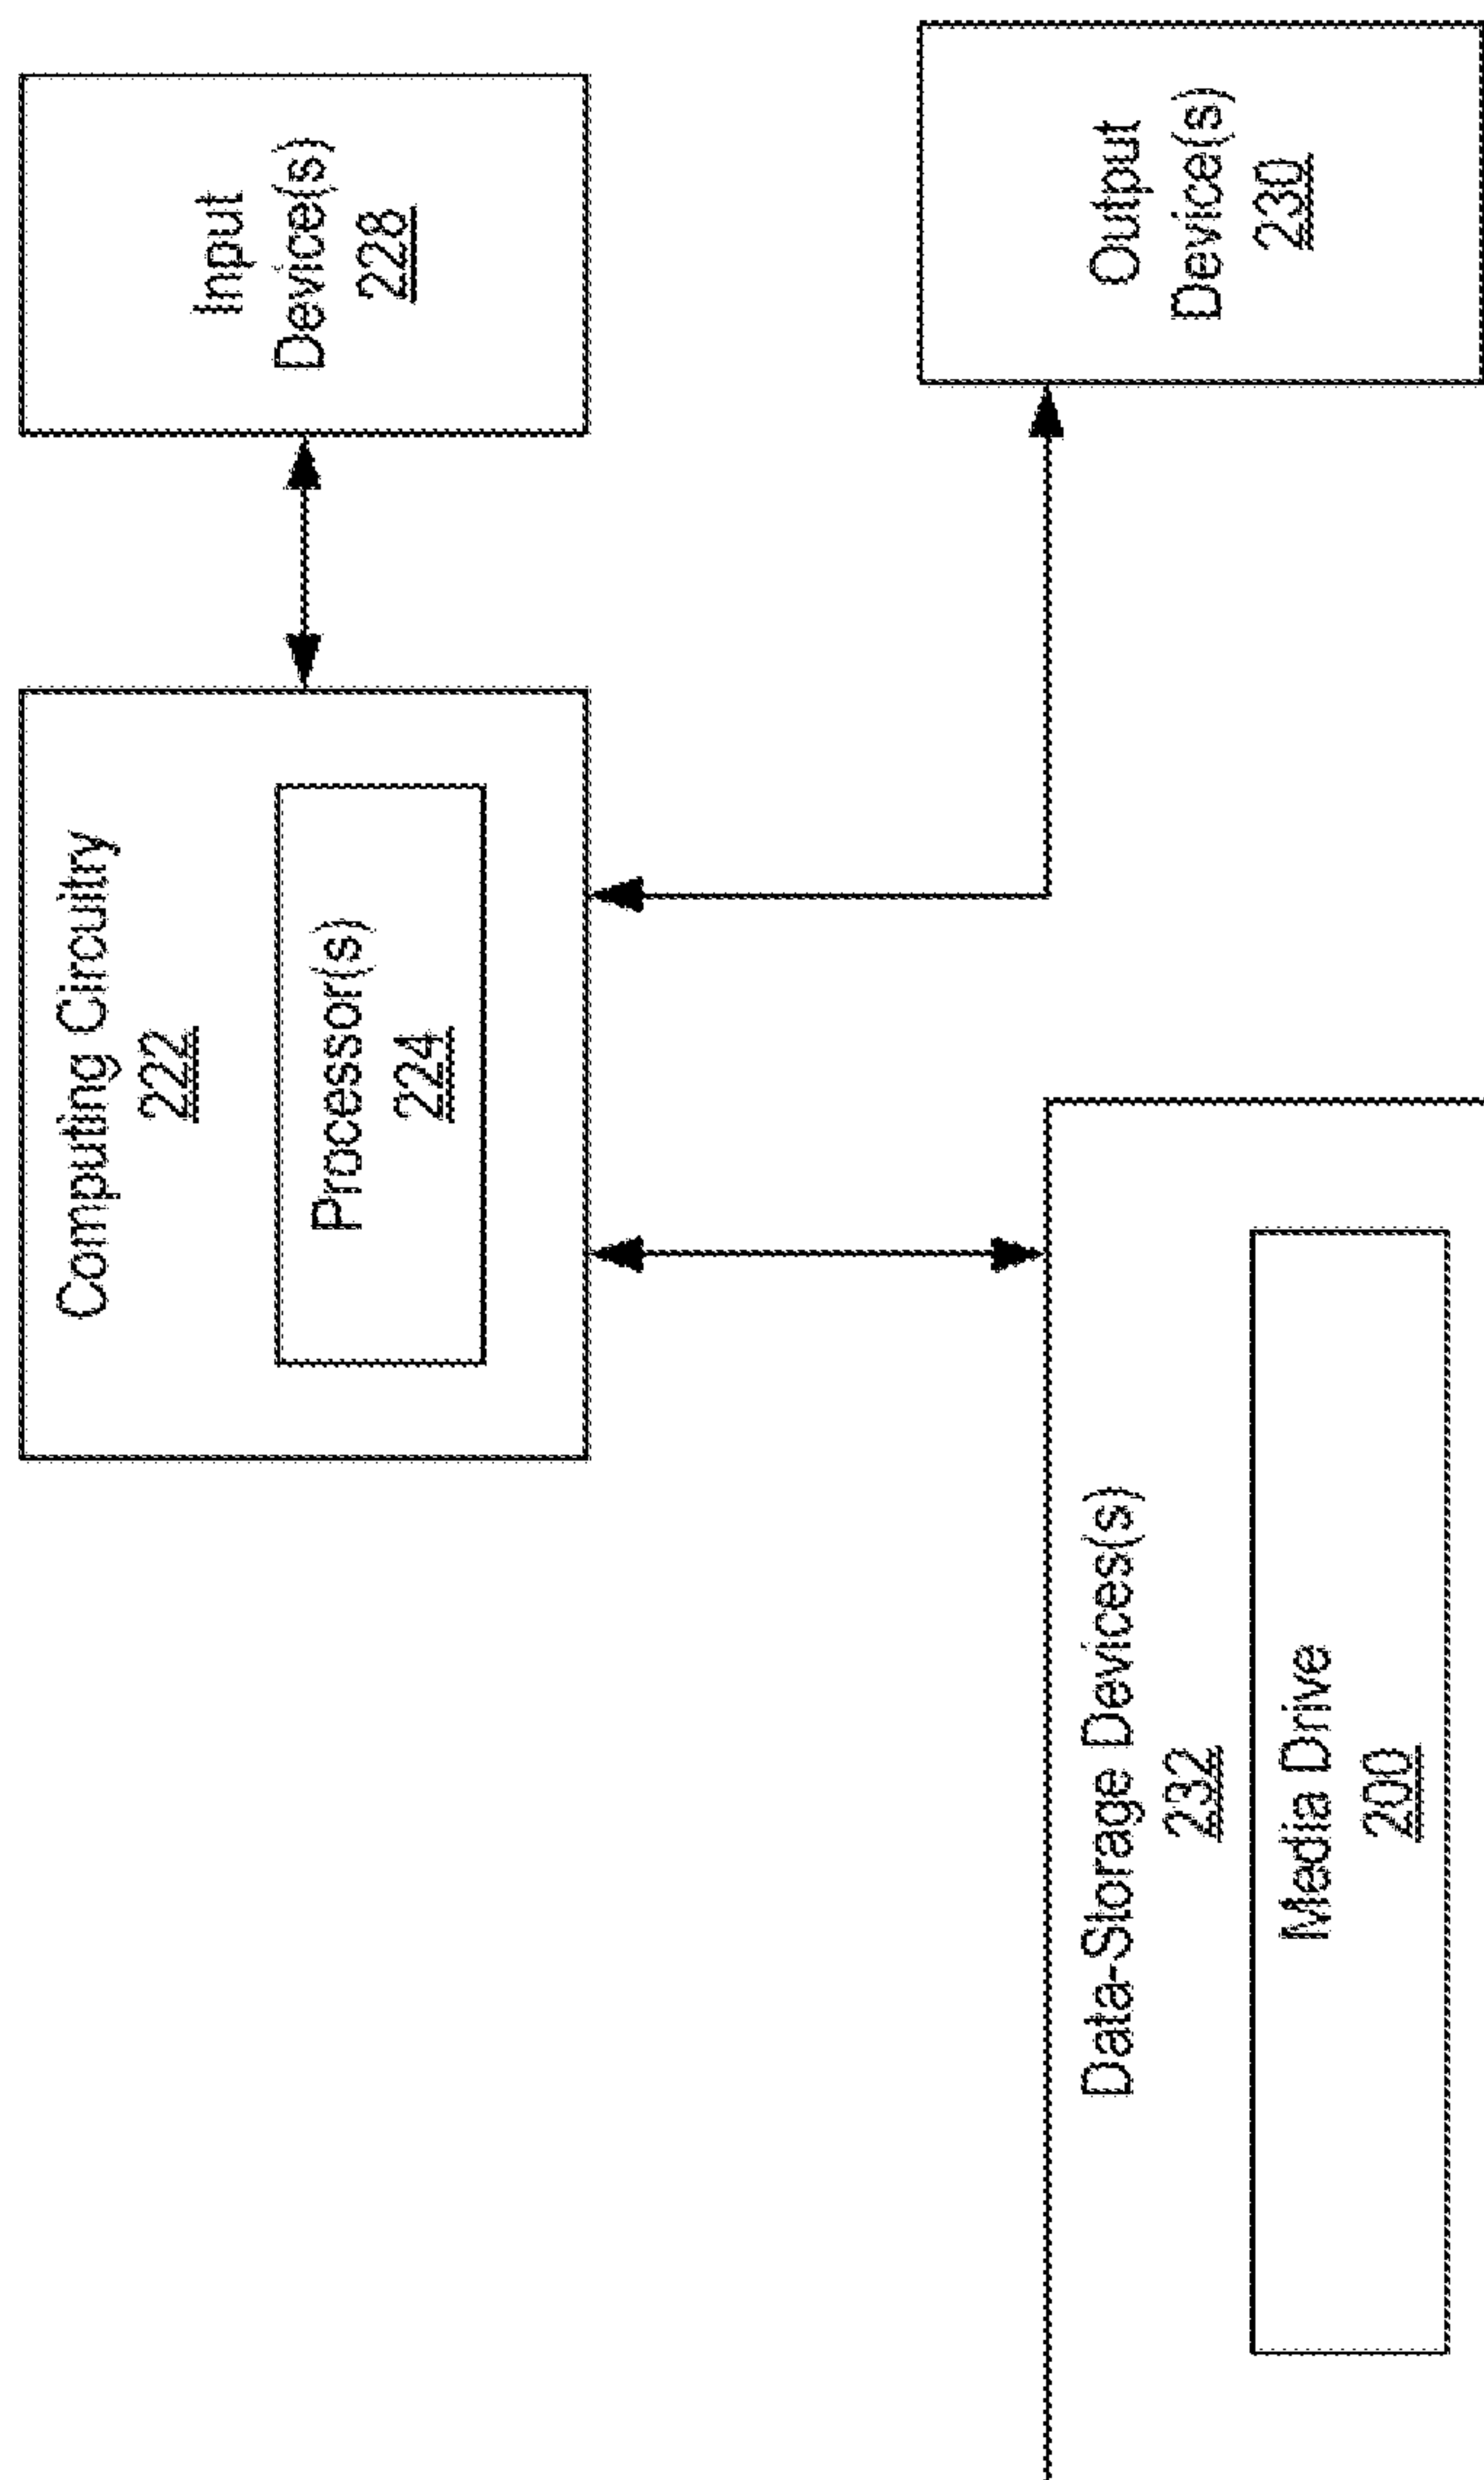 Computing Circuitry
222
Processor(s)
224
Input
Device(s)
228
Data-Storage Devices(s)
232
Media Drive
200
Output
Device(s)
230